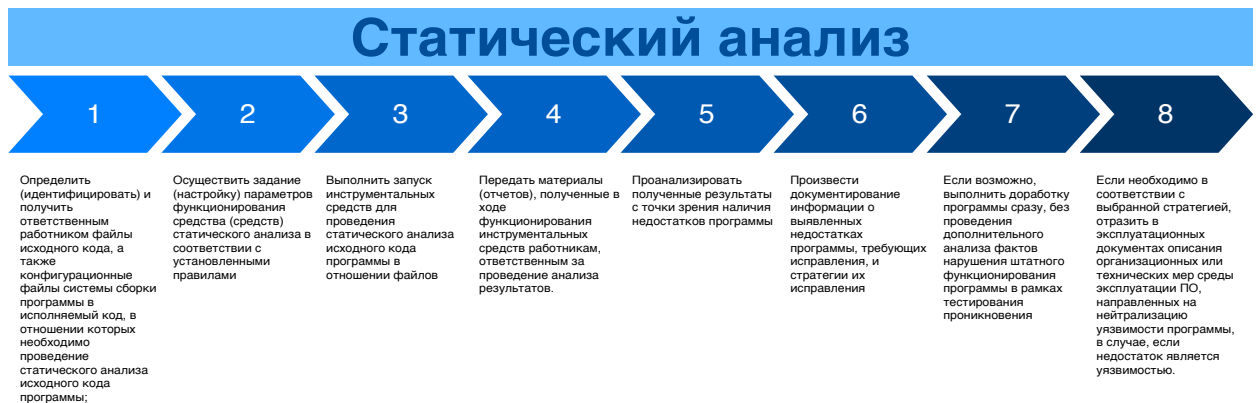 Статический анализ
1
2
3
4
5
6
7
8
Определить
(идентифицировать) и
получить
ответственным
работником файлы
исходного кода, а
также
конфигурационные
файлы системы сборки
программы в
исполняемый код, в
отношении которых
необходимо
проведение
статического анализа
исходного кода
программы;
Осуществить задание
(настройку) параметров
функционирования
средства (средств)
статического анализа в
соответствии с
установленными
правилами
Выполнить запуск
инструментальных
средств для
проведения
статического анализа
исходного кода
программы в
отношении файлов
Передать материалы
(отчетов), полученные в
ходе
функционирования
инструментальных
средств работникам,
ответственным за
проведение анализа
результатов.
Проанализировать
полученные результаты
с точки зрения наличия
недостатков программы
Произвести
документирование
информации о
выявленных
недостатках
программы, требующих
исправления, и
стратегии их
исправления
Если возможно,
выполнить доработку
программы сразу, без
проведения
дополнительного
анализа фактов
нарушения штатного
функционирования
программы в рамках
тестирования
проникновения
Если необходимо в
соответствии с
выбранной стратегией,
отразить в
эксплуатационных
документах описания
организационных или
технических мер среды
эксплуатации ПО,
направленных на
нейтрализацию
уязвимости программы,
в случае, если
недостаток является
уязвимостью.